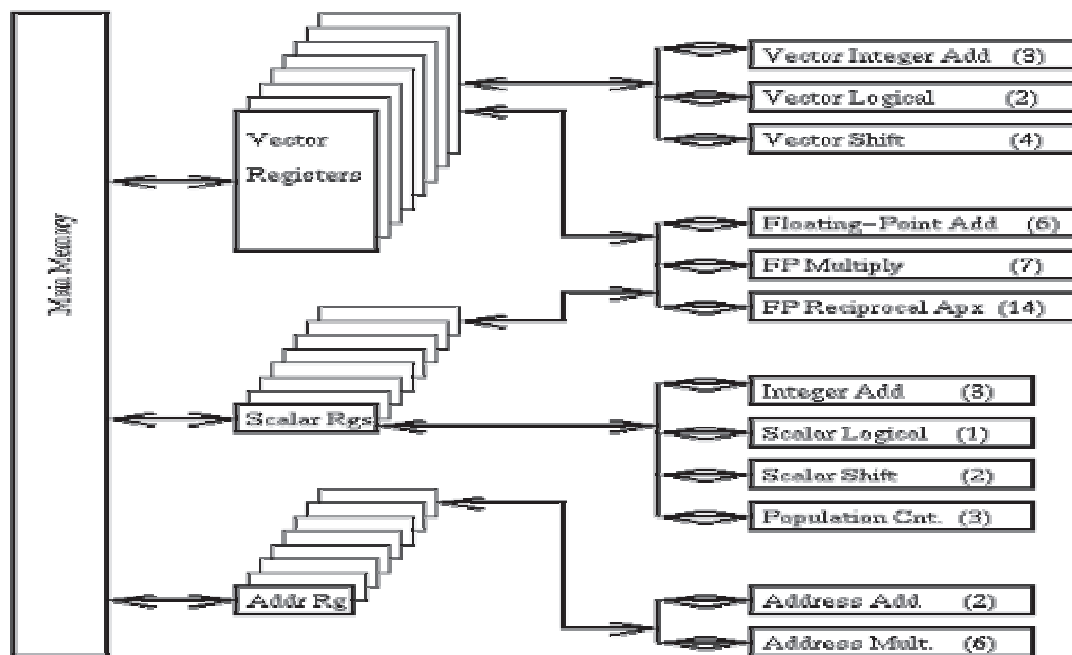 Main Memory
Vector
Registers
Scalar Rgs
Addr Rg
Vector Integer Add (3)
Vector Logical (2)
Vector Shift (4)
Floating-Point Add (6)
FP Multiply (7)
FP Reciprocal Apx (14)
Integer Add (3)
Scalar Logical (1)
Scalar Shift (2)
Population Cnt. (3)
Address Add. (2)
Address Mult. (6)